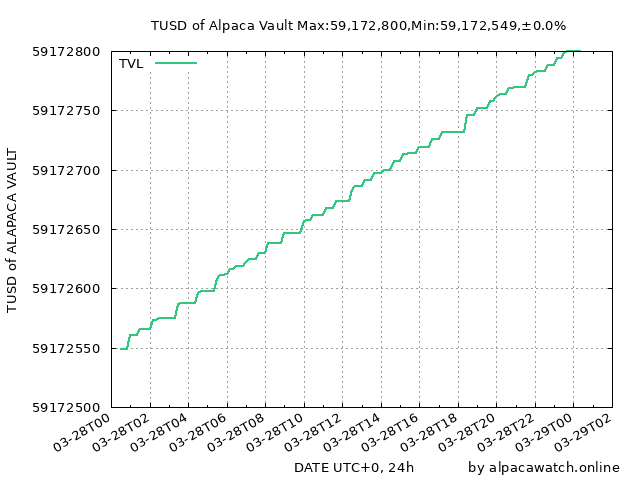 TUSD of Alpaca Vault Max:59,172,800,Min:59,172,549,±0.0%
TVL
59172800
59172750
59172700
59172650
59172600
59172550
59172500
TUSD of ALAPACA VAULT
03-28T00
03-28T02
03-28T04
03-28T06
03-28T08
03-28T10
03-28T12
03-28T14
03-28T16
03-28T18
03-28T20
03-28T22
03-29T00
03-29T02
DATE UTC+0, 24h
by alpacawatch.online